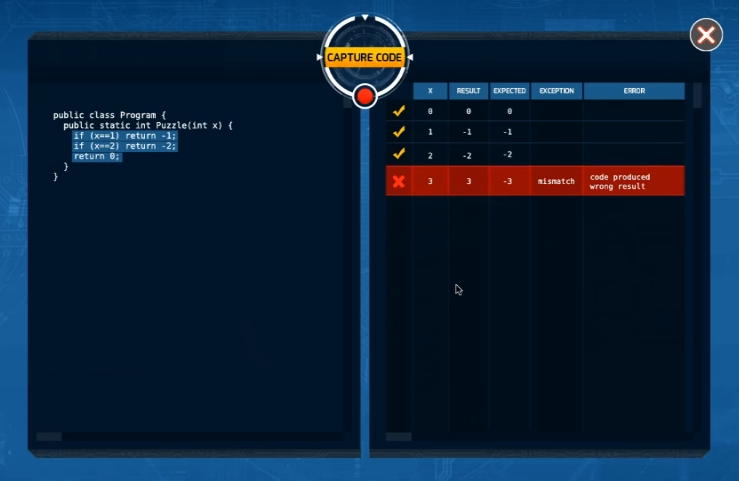 CAPTURE CODE
public class Program {
public static int Puzzle(int x) {
if (x==1) return -1;
if (x==2) return -2;
return 0;
}
}
X RESULT EXPECTED EXCEPTION ERROR
0 0 0
1 -1 -1
2 -2 -2
3 3 -3 mismatch code produced
wrong result